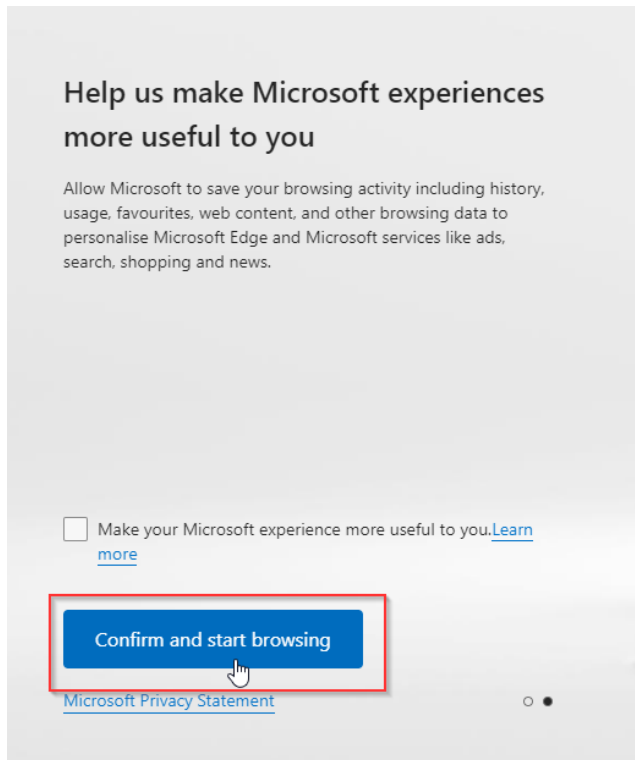 Help us make Microsoft experiences
more useful to you
Allow Microsoft to save your browsing activity including history,
usage, favourites, web content, and other browsing data to
personalise Microsoft Edge and Microsoft services like ads,
search, shopping and news.
Make your Microsoft experience more useful to you.Learn
more
Confirm and start browsing
Microsoft Privacy Statement